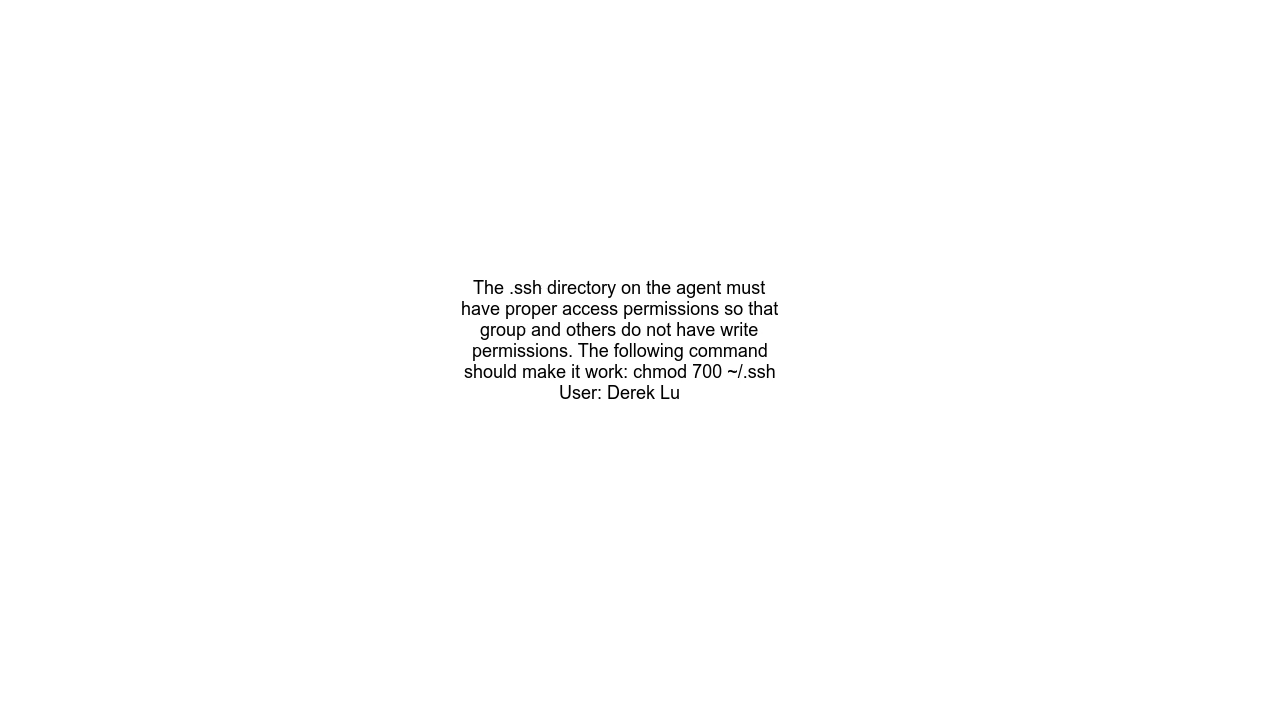 The .ssh directory on the agent must
have proper access permissions so that
group and others do not have write
permissions. The following command
should make it work: chmod 700 ~/.ssh
User: Derek Lu